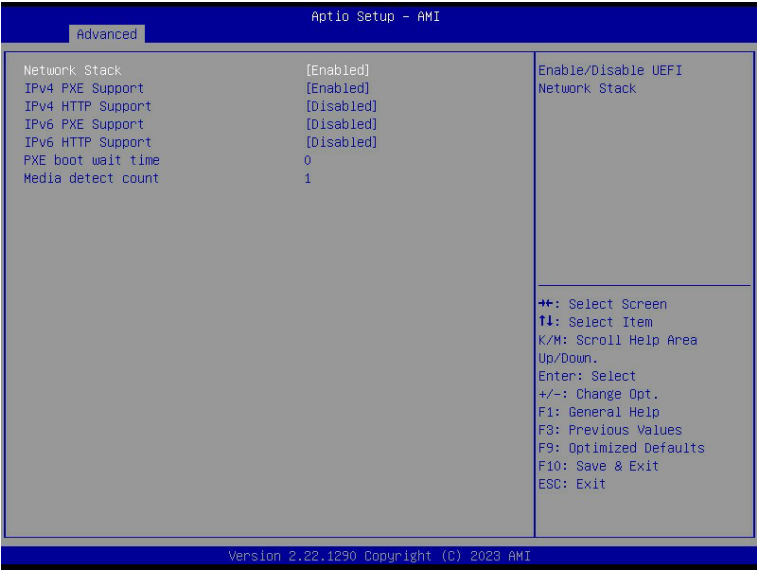 Aptio Setup – AMI
Advanced
Network Stack [Enabled]
IPv4 PXE Support [Enabled]
IPv4 HTTP Support [Disabled]
IPv6 PXE Support [Disabled]
IPv6 HTTP Support [Disabled]
PXE boot wait time 0
Media detect count 1
Enable/Disable UEFI
Network Stack
→←: Select Screen
↑↓: Select Item
K/M: Scroll Help Area
Up/Down.
Enter: Select
+/-: Change Opt.
F1: General Help
F3: Previous Values
F9: Optimized Defaults
F10: Save & Exit
ESC: Exit
Version 2.22.1290 Copyright (C) 2023 AMI